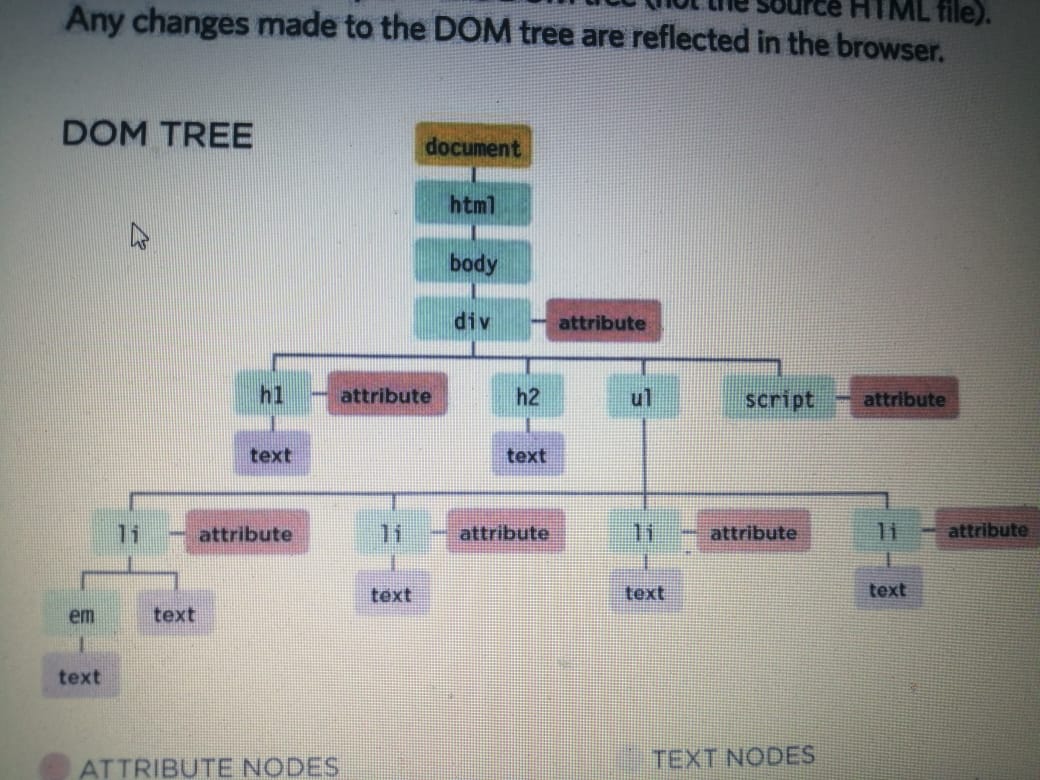 (not the source HTML file).
Any changes made to the DOM tree are reflected in the browser.
DOM TREE
document
html
body
div attribute
h1 attribute h2 ul script attribute
text text
li attribute li attribute li attribute li attribute
em text text text text
text
ATTRIBUTE NODES TEXT NODES